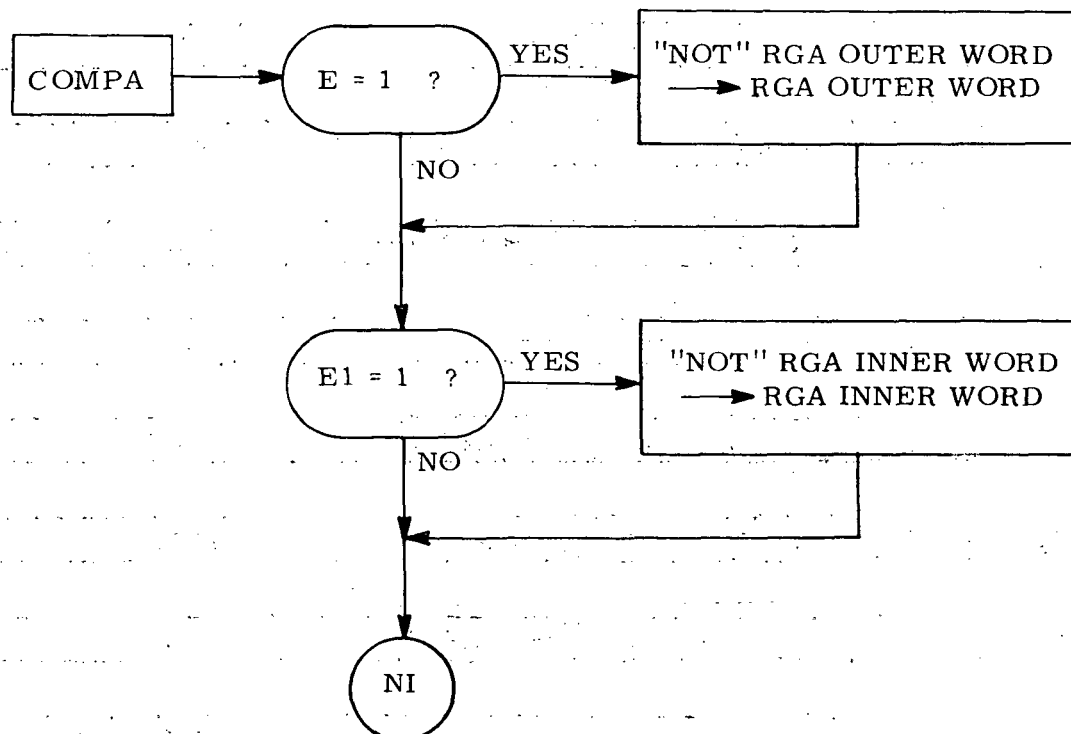 COMPA
E = 1 ?
YES
"NOT" RGA OUTER WORD
RGA OUTER WORD
NO
E1 = 1 ?
YES
"NOT" RGA INNER WORD
RGA INNER WORD
NO
NI